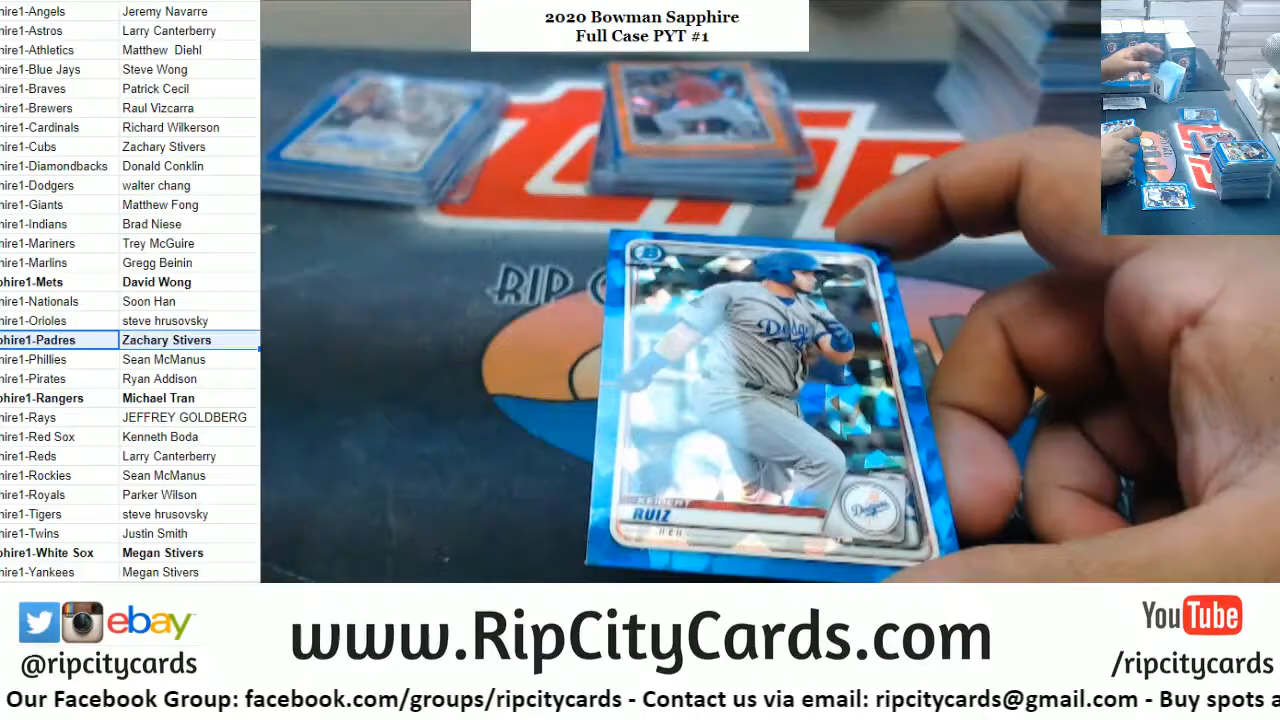 2020 Bowman Sapphire
Full Case PYT #1
hire1-Angels Jeremy Navarre
hire1-Astros Larry Canterberry
hire1-Athletics Matthew Diehl
hire1-Blue Jays Steve Wong
hire1-Braves Patrick Cecil
hire1-Brewers Raul Vizcarra
hire1-Cardinals Richard Wilkerson
hire1-Cubs Zachary Stivers
hire1-Diamondbacks Donald Conklin
hire1-Dodgers walter chang
hire1-Giants Matthew Fong
hire1-Indians Brad Niese
hire1-Mariners Trey McGuire
hire1-Marlins Gregg Beinin
phire1-Mets David Wong
hire1-Nationals Soon Han
hire1-Orioles steve hrusovsky
phire1-Padres Zachary Stivers
hire1-Phillies Sean McManus
hire1-Pirates Ryan Addison
phire1-Rangers Michael Tran
hire1-Rays JEFFREY GOLDBERG
hire1-Red Sox Kenneth Boda
hire1-Reds Larry Canterberry
hire1-Rockies Sean McManus
hire1-Royals Parker Wilson
hire1-Tigers steve hrusovsky
hire1-Twins Justin Smith
phire1-White Sox Megan Stivers
hire1-Yankees Megan Stivers
RIP
Dodgers
KEIBERT
RUIZ
Dodgers
ebay
@ripcitycards
www.RipCityCards.com
YouTube
/ripcitycards
Our Facebook Group: facebook.com/groups/ripcitycards - Contact us via email: ripcitycards@gmail.com - Buy spots a